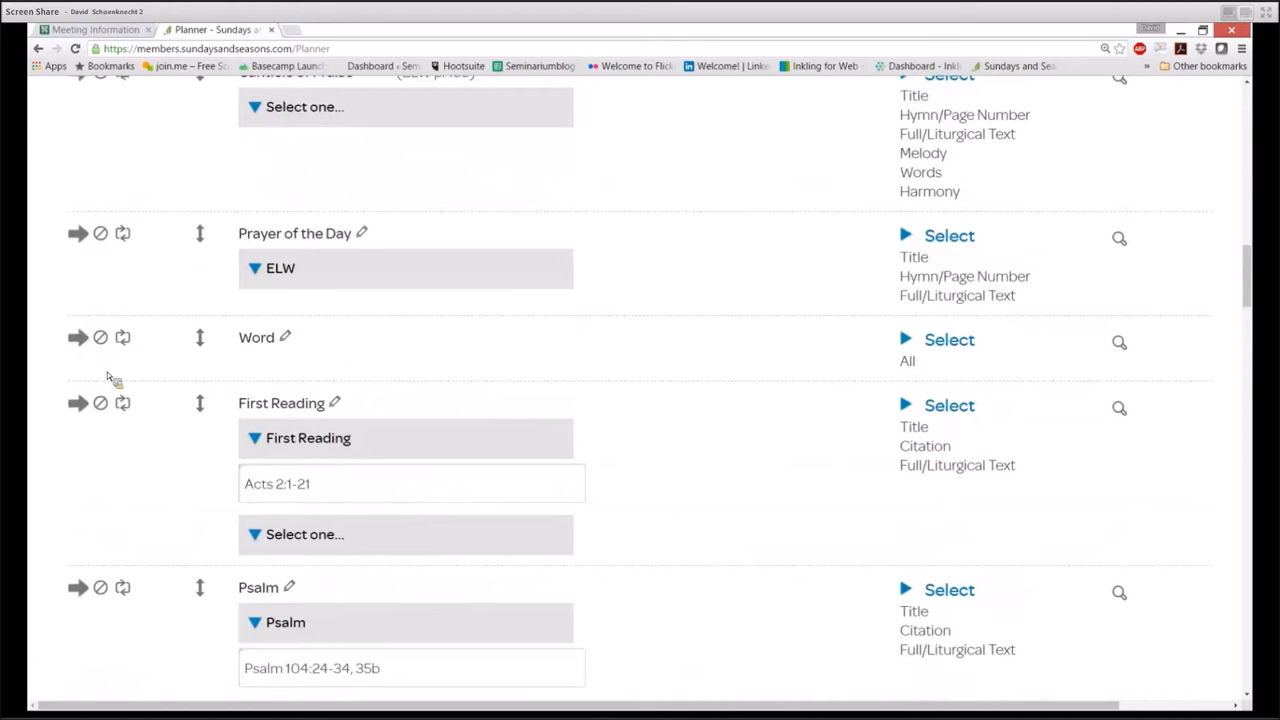 Screen Share - David Schoenknecht 2
Meeting Information
Planner - Sundays an
David
https://members.sundaysandseasons.com/Planner
Apps
Bookmarks
join.me – Free Scre
Basecamp Launch
Dashboard ‹ Sem
Hootsuite
Seminariumblog
Welcome to Flick
Welcome! | Linke
Inkling for Web
Dashboard - Inkl
Sundays and Sea
»
Other bookmarks
Select
Select one...
Title
Hymn/Page Number
Full/Liturgical Text
Melody
Words
Harmony
Prayer of the Day
ELW
Select
Title
Hymn/Page Number
Full/Liturgical Text
Word
Select
All
First Reading
First Reading
Acts 2:1-21
Select one...
Select
Title
Citation
Full/Liturgical Text
Psalm
Psalm
Psalm 104:24-34, 35b
Select
Title
Citation
Full/Liturgical Text